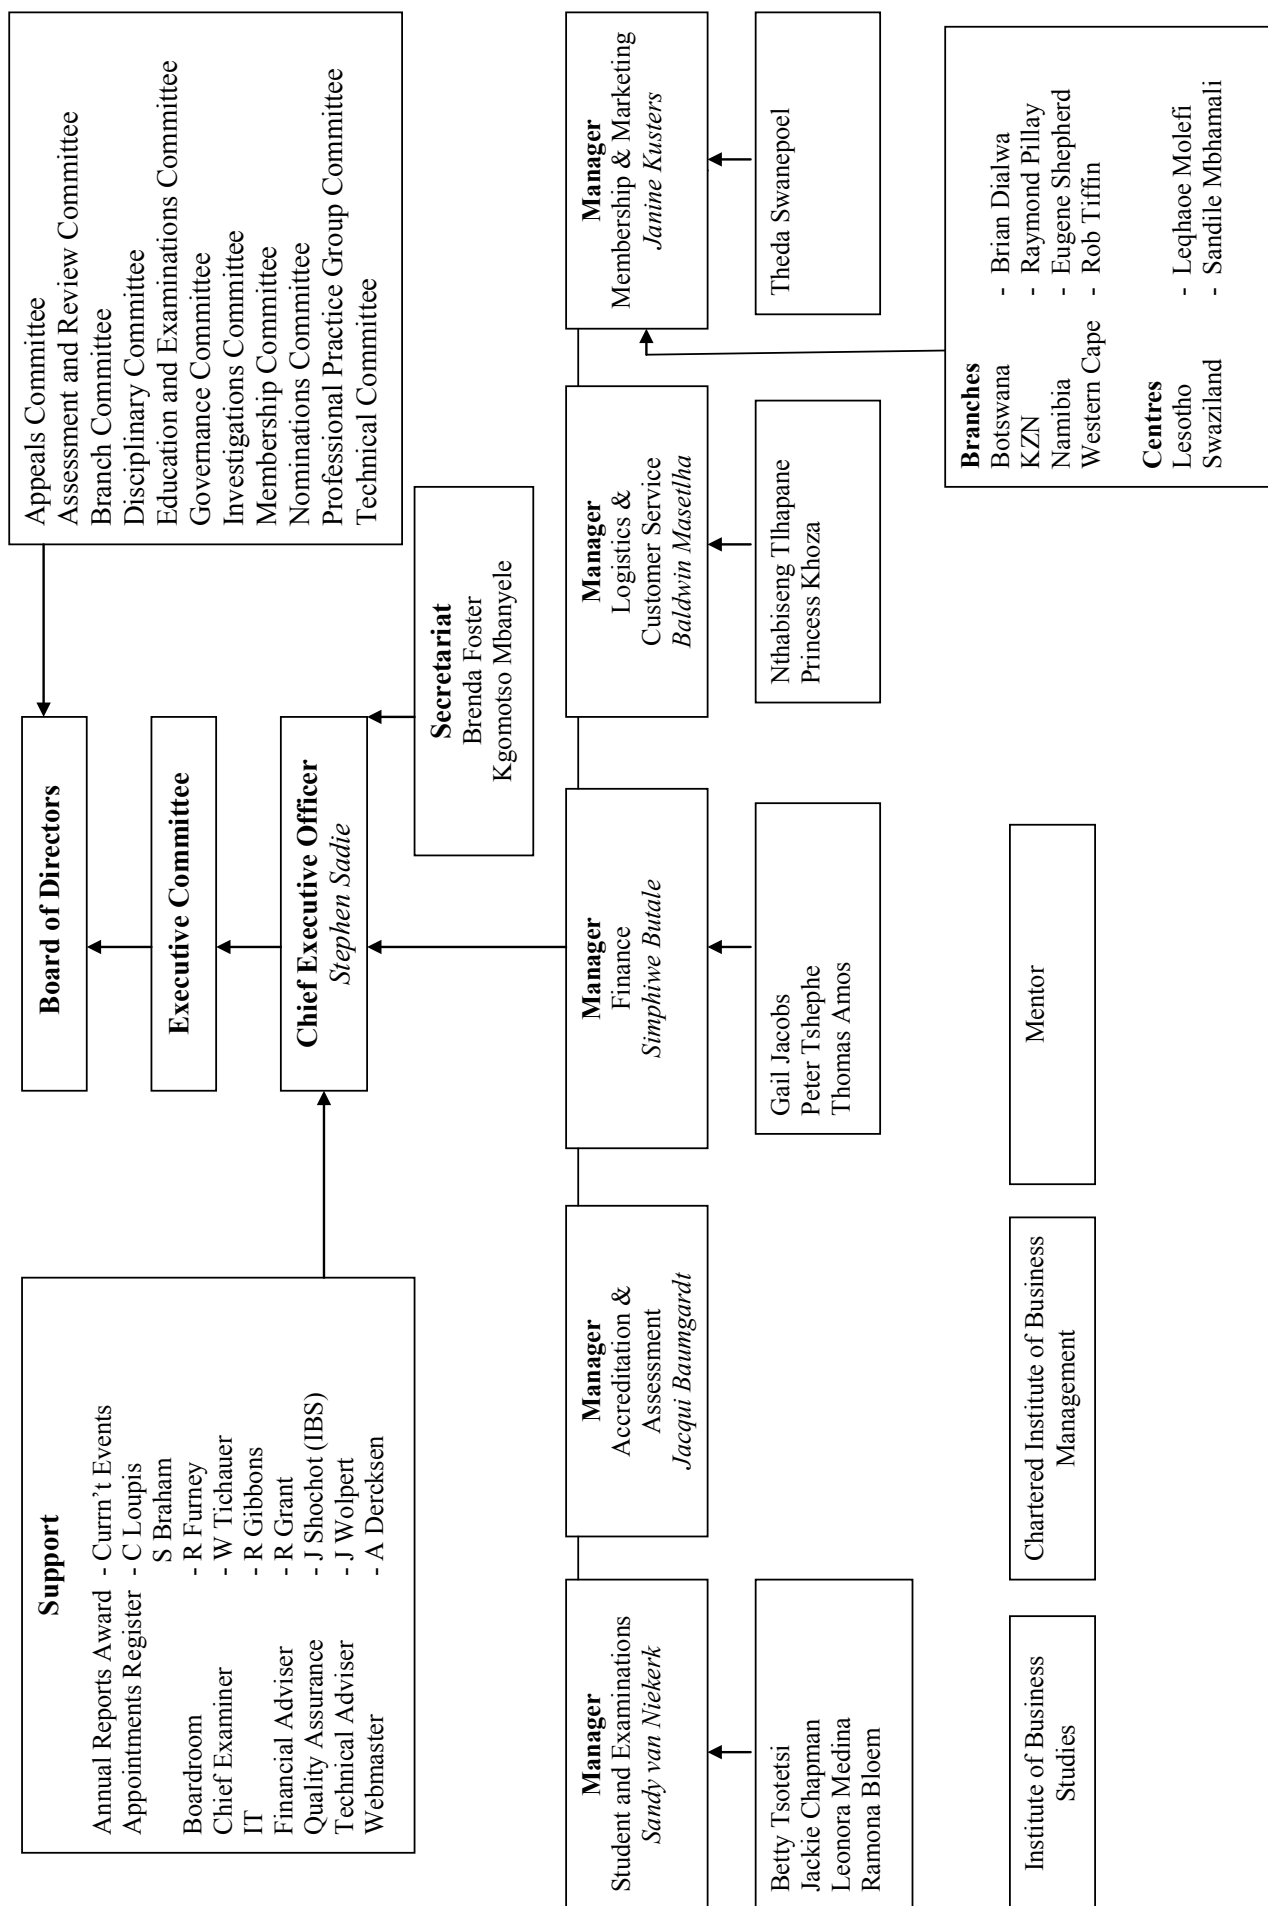 Board of Directors
Executive Committee
Chief Executive Officer
Stephen Sadie
Support
Annual Reports Award - Currn't Events
Appointments Register - C Loupis
S Braham
Boardroom - R Furney
Chief Examiner - W Tichauer
IT - R Gibbons
Financial Adviser - R Grant
Quality Assurance - J Shochot (IBS)
Technical Adviser - J Wolpert
Webmaster - A Dercksen
Appeals Committee
Assessment and Review Committee
Branch Committee
Disciplinary Committee
Education and Examinations Committee
Governance Committee
Investigations Committee
Membership Committee
Nominations Committee
Professional Practice Group Committee
Technical Committee
Secretariat
Brenda Foster
Kgomotso Mbanyele
Manager
Student and Examinations
Sandy van Niekerk
Manager
Accreditation &
Assessment
Jacqui Baumgardt
Manager
Finance
Simphiwe Butale
Manager
Logistics &
Customer Service
Baldwin Masetlha
Manager
Membership & Marketing
Janine Kusters
Betty Tsotetsi
Jackie Chapman
Leonora Medina
Ramona Bloem
Gail Jacobs
Peter Tshephe
Thomas Amos
Nthabiseng Tlhapane
Princess Khoza
Theda Swanepoel
Branches
Botswana - Brian Dialwa
KZN - Raymond Pillay
Namibia - Eugene Shepherd
Western Cape - Rob Tiffin
Centres
Lesotho - Leqhaoe Molefi
Swaziland - Sandile Mbhamali
Institute of Business
Studies
Chartered Institute of Business
Management
Mentor